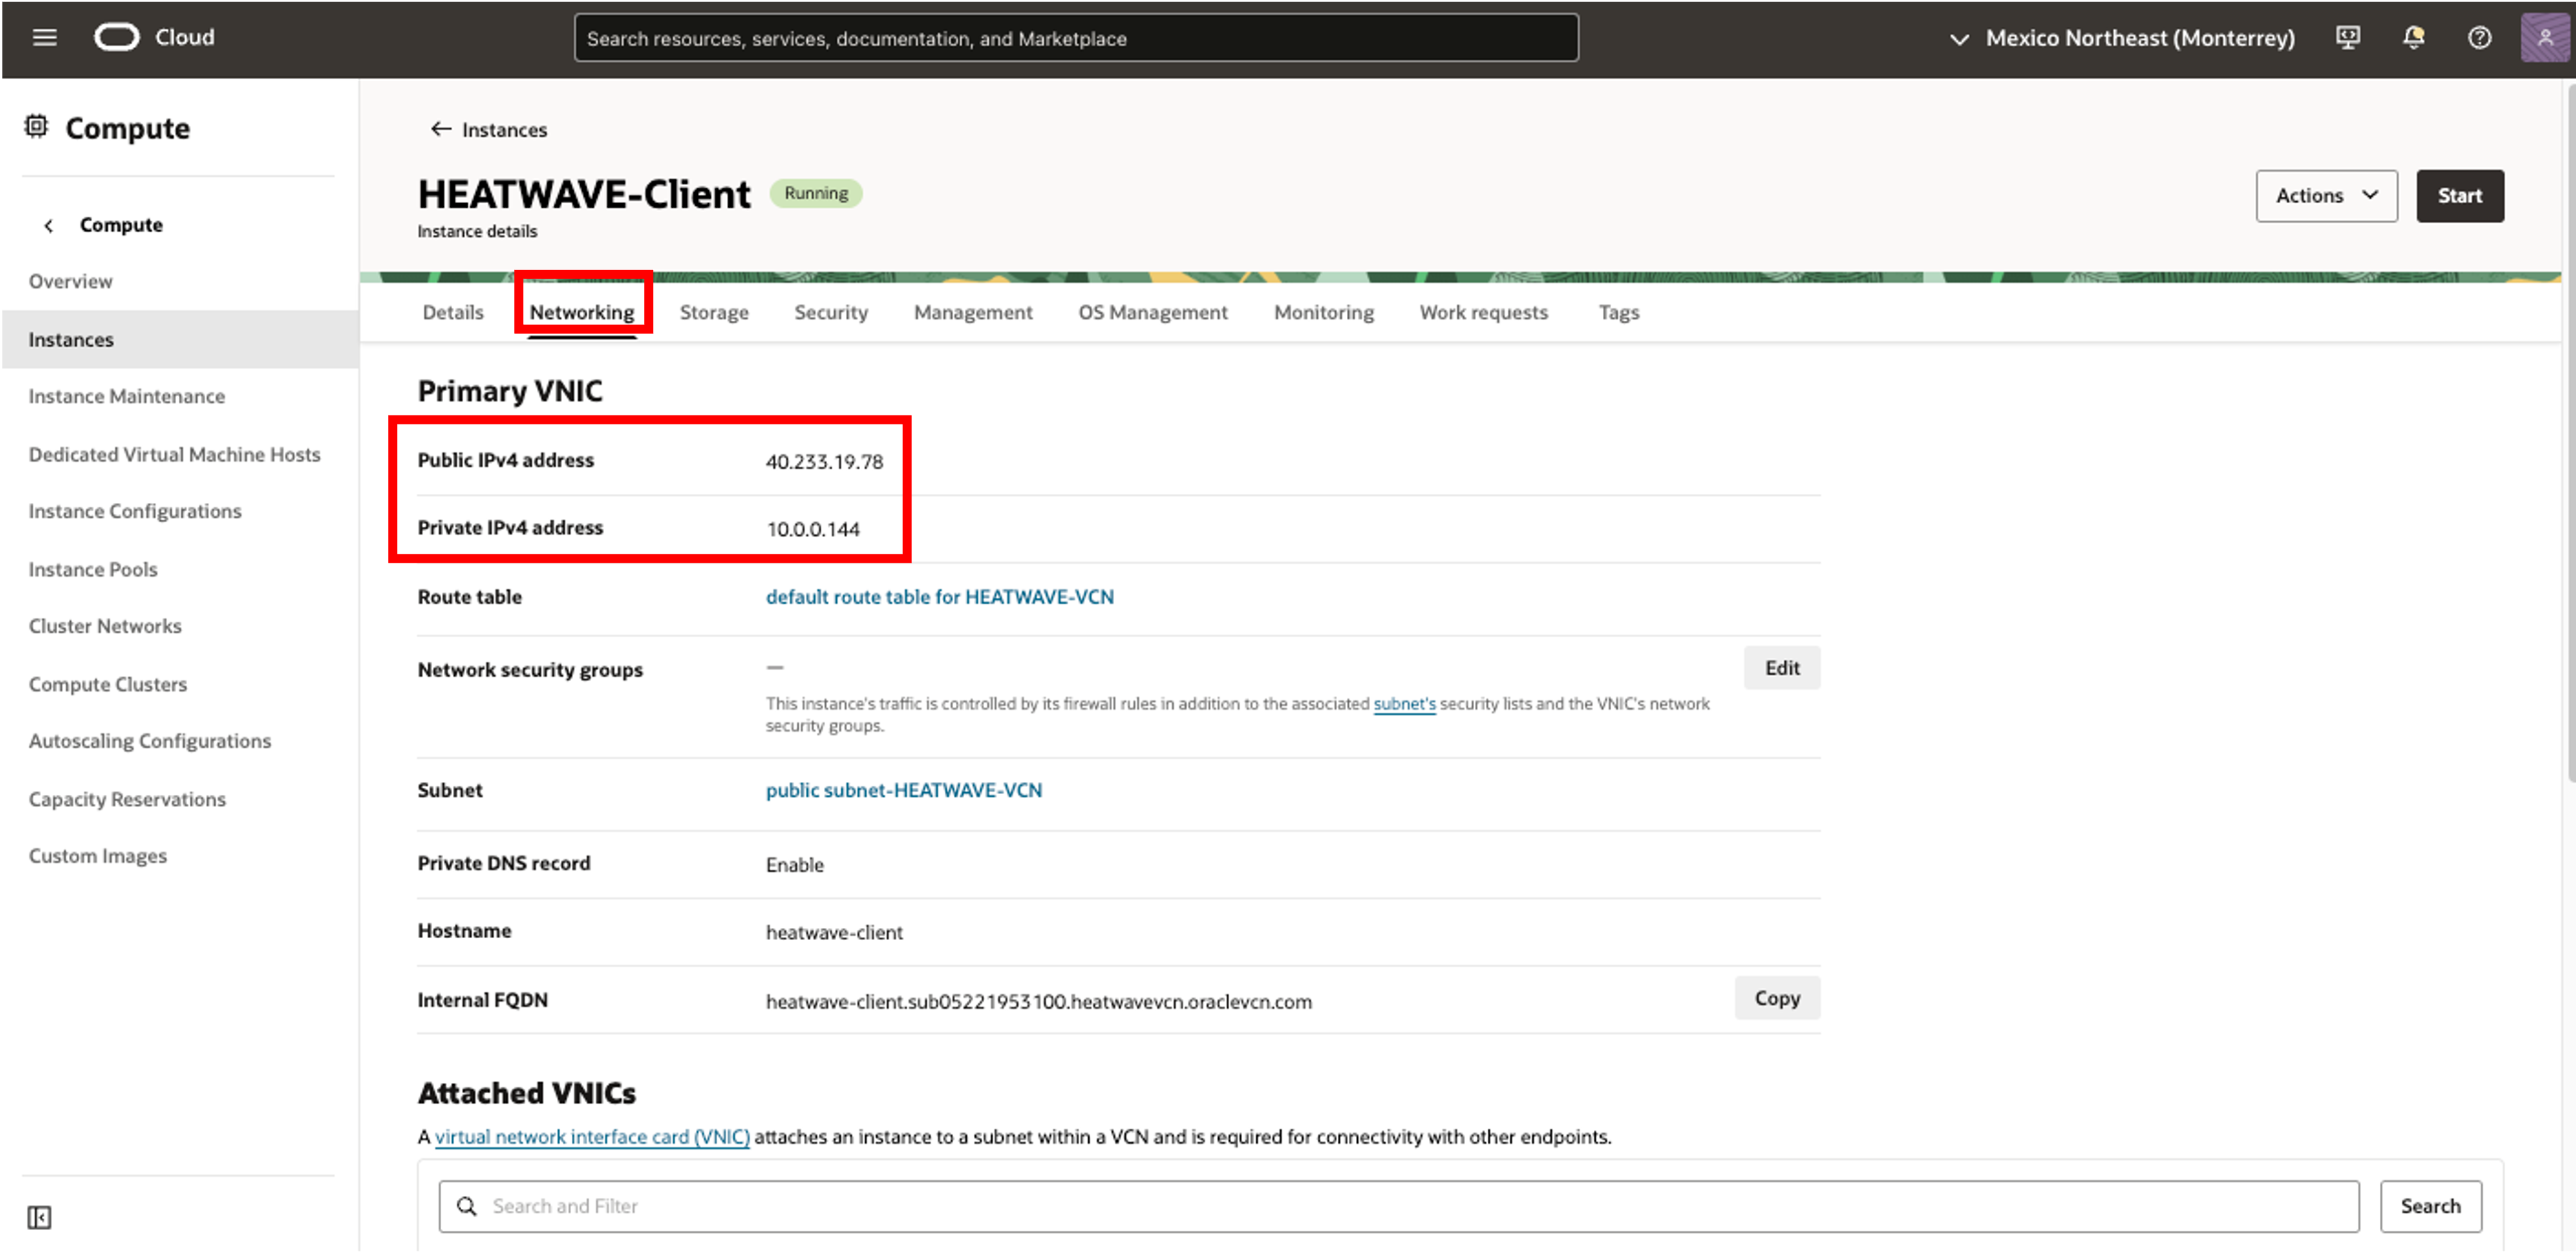 Cloud
Search resources, services, documentation, and Marketplace
Mexico Northeast (Monterrey)
Compute
Compute
Overview
Instances
Instance Maintenance
Dedicated Virtual Machine Hosts
Instance Configurations
Instance Pools
Cluster Networks
Compute Clusters
Autoscaling Configurations
Capacity Reservations
Custom Images
Instances
HEATWAVE-Client Running
Instance details
Actions Start
Details Networking Storage Security Management OS Management Monitoring Work requests Tags
Primary VNIC
Public IPv4 address 40.233.19.78
Private IPv4 address 10.0.0.144
Route table default route table for HEATWAVE-VCN
Network security groups — Edit
This instance's traffic is controlled by its firewall rules in addition to the associated subnet's security lists and the VNIC's network
security groups.
Subnet public subnet-HEATWAVE-VCN
Private DNS record Enable
Hostname heatwave-client
Internal FQDN heatwave-client.sub05221953100.heatwavevcn.oraclevcn.com Copy
Attached VNICs
A virtual network interface card (VNIC) attaches an instance to a subnet within a VCN and is required for connectivity with other endpoints.
Search and Filter Search